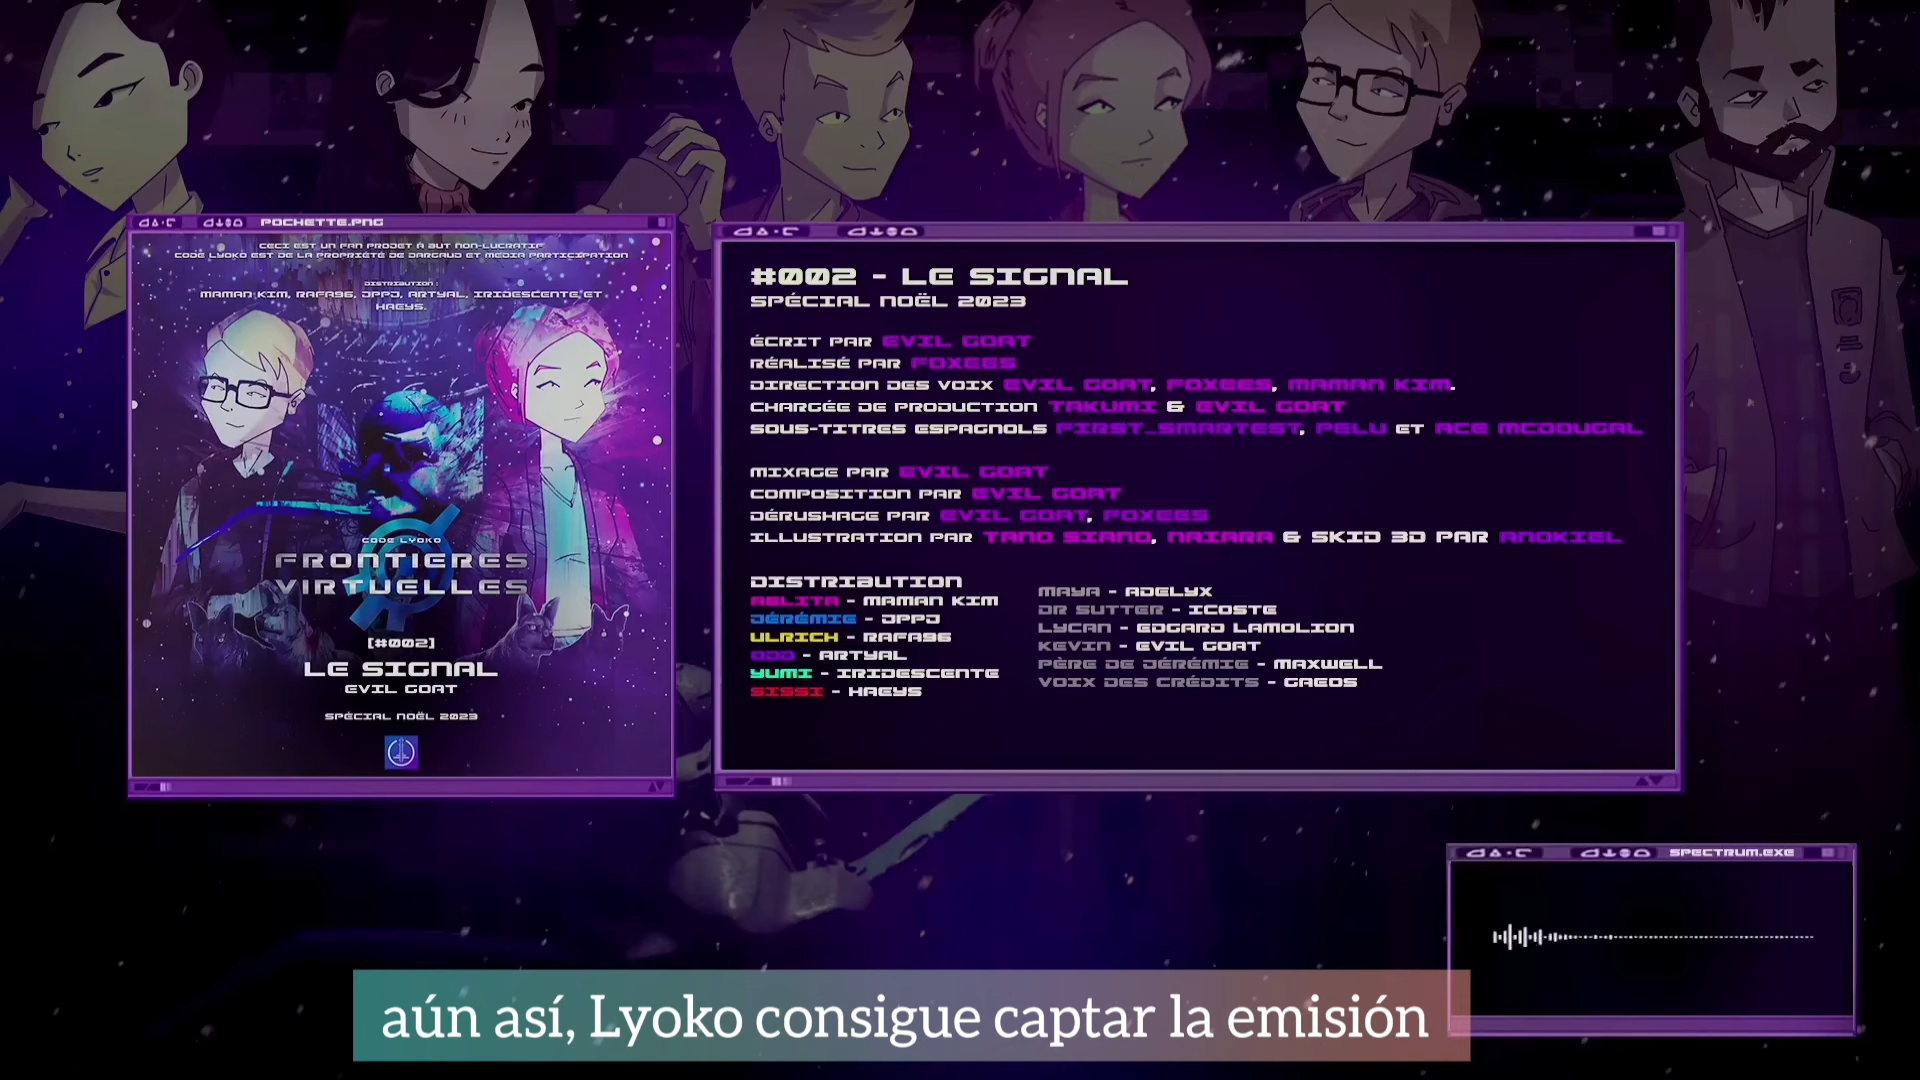 POCHETTE.PNG
CECI EST UN FAN PROJET À BUT NON-LUCRATIF
CODE LYOKO EST DE LA PROPRIÉTÉ DE DARGAUD ET MEDIA PARTICIPATION
DISTRIBUTION :
MAMAN KIM, RAFA96, JPPJ, ARTYAL, IRIDESCENTE ET
HAEYS.
CODE LYOKO
FRONTIERES
VIRTUELLES
[#002]
LE SIGNAL
EVIL GOAT
SPÉCIAL NOËL 2023
#002 - LE SIGNAL
SPÉCIAL NOËL 2023
ÉCRIT PAR EVIL GOAT
RÉALISÉ PAR FOXEES
DIRECTION DES VOIX EVIL GOAT, FOXEES, MAMAN KIM.
CHARGÉE DE PRODUCTION TAKUMI & EVIL GOAT
SOUS-TITRES ESPAGNOLS FIRST_SMARTEST, PELU ET ACE MCDOUGAL
MIXAGE PAR EVIL GOAT
COMPOSITION PAR EVIL GOAT
DÉRUSHAGE PAR EVIL GOAT, FOXEES
ILLUSTRATION PAR TANO SIANO, NAIARA & SKID 3D PAR ANOKIEL
DISTRIBUTION
AELITA - MAMAN KIM
JÉRÉMIE - JPPJ
ULRICH - RAFA96
ODD - ARTYAL
YUMI - IRIDESCENTE
SISSI - HAEYS
MAYA - ADELYX
DR SUTTER - ICOSTE
LYCAN - EDGARD LAMOLION
KEVIN - EVIL GOAT
PÈRE DE JÉRÉMIE - MAXWELL
VOIX DES CRÉDITS - GAEOS
SPECTRUM.EXE
aún así, Lyoko consigue captar la emisión